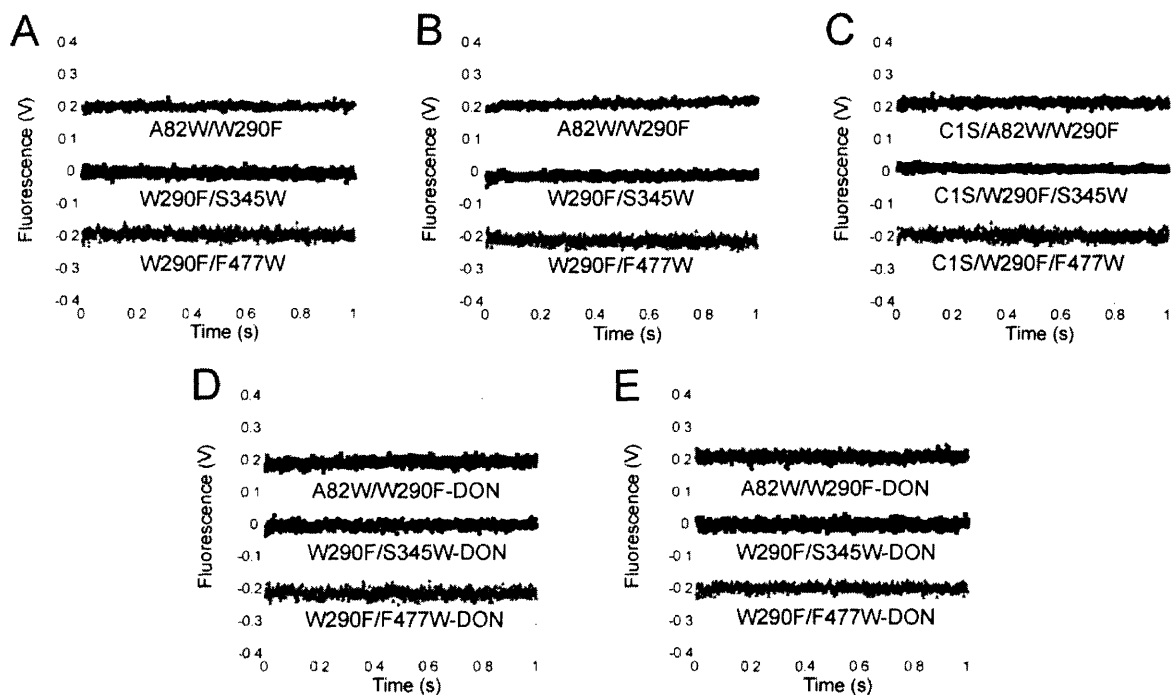 A
Fluorescence (V)
0 4
0 3
0 2
0 1
0
-0 1
-0 2
-0 3
-0 4
A82W/W290F
W290F/S345W
W290F/F477W
0 0 2 0 4 0 6 0 8 1
Time (s)
B
Fluorescence (V)
0 4
0 3
0 2
0 1
0
-0 1
-0 2
-0 3
-0 4
A82W/W290F
W290F/S345W
W290F/F477W
0 0 2 0 4 0 6 0 8 1
Time (s)
C
Fluorescence (V)
0 4
0 3
0 2
0 1
0
-0 1
-0 2
-0 3
-0 4
C1S/A82W/W290F
C1S/W290F/S345W
C1S/W290F/F477W
0 0 2 0 4 0 6 0 8 1
Time (s)
D
Fluorescence (V)
0 4
0 3
0 2
0 1
0
-0 1
-0 2
-0 3
-0 4
A82W/W290F-DON
W290F/S345W-DON
W290F/F477W-DON
0 0 2 0 4 0 6 0 8 1
Time (s)
E
Fluorescence (V)
0 4
0 3
0 2
0 1
0
-0 1
-0 2
-0 3
-0 4
A82W/W290F-DON
W290F/S345W-DON
W290F/F477W-DON
0 0 2 0 4 0 6 0 8 1
Time (s)